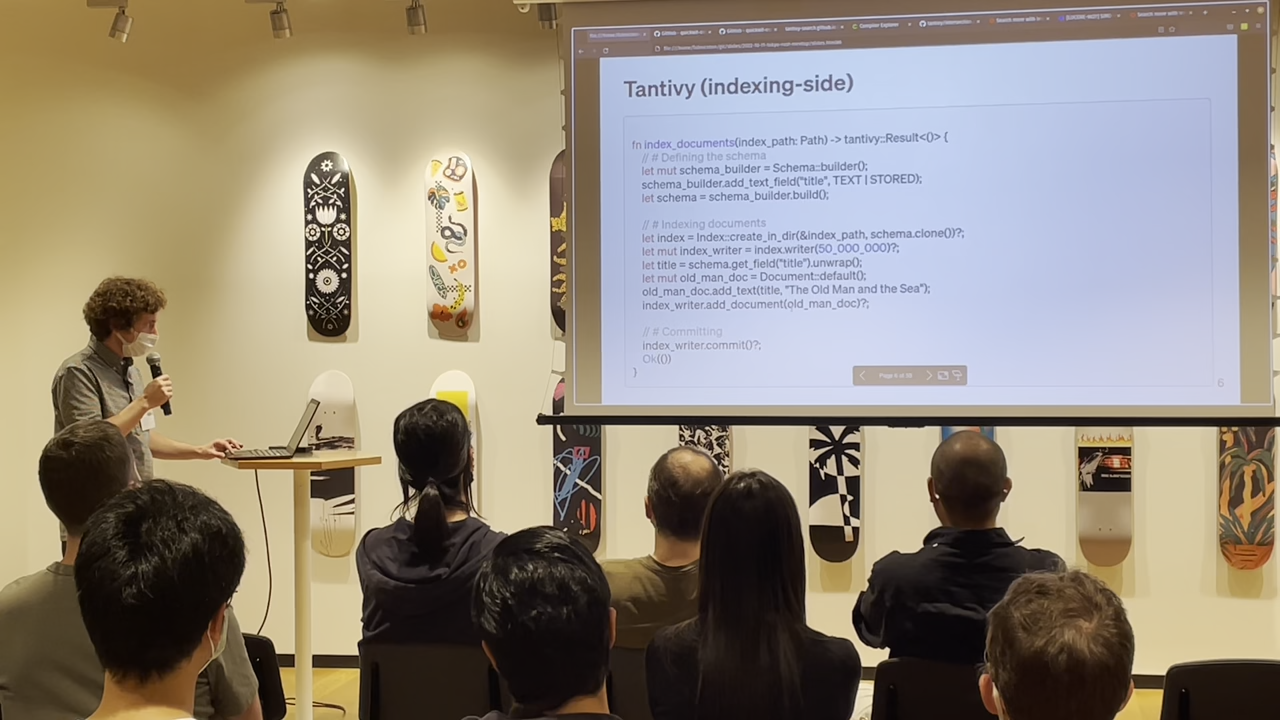 Tantivy (indexing-side)
fn index_documents(index_path: Path) -> tantivy::Result<()> {
// # Defining the schema
let mut schema_builder = Schema::builder();
schema_builder.add_text_field("title", TEXT | STORED);
let schema = schema_builder.build();
// # Indexing documents
let index = Index::create_in_dir(&index_path, schema.clone())?;
let mut index_writer = index.writer(50_000_000)?;
let title = schema.get_field("title").unwrap();
let mut old_man_doc = Document::default();
old_man_doc.add_text(title, "The Old Man and the Sea");
index_writer.add_document(old_man_doc)?;
// # Committing
index_writer.commit()?;
Ok(())
}
6